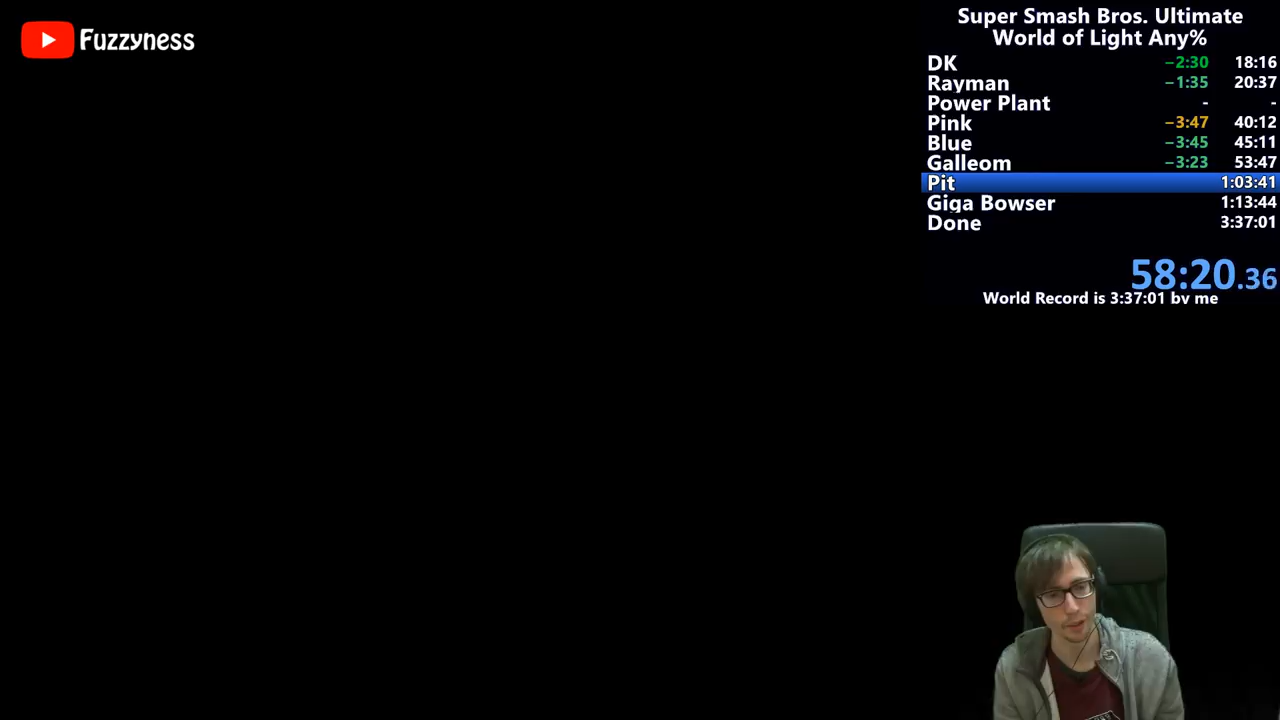 Fuzzyness
Super Smash Bros. Ultimate
World of Light Any%
DK −2:30 18:16
Rayman −1:35 20:37
Power Plant - -
Pink −3:47 40:12
Blue −3:45 45:11
Galleom −3:23 53:47
Pit 1:03:41
Giga Bowser 1:13:44
Done 3:37:01
58:20.36
World Record is 3:37:01 by me